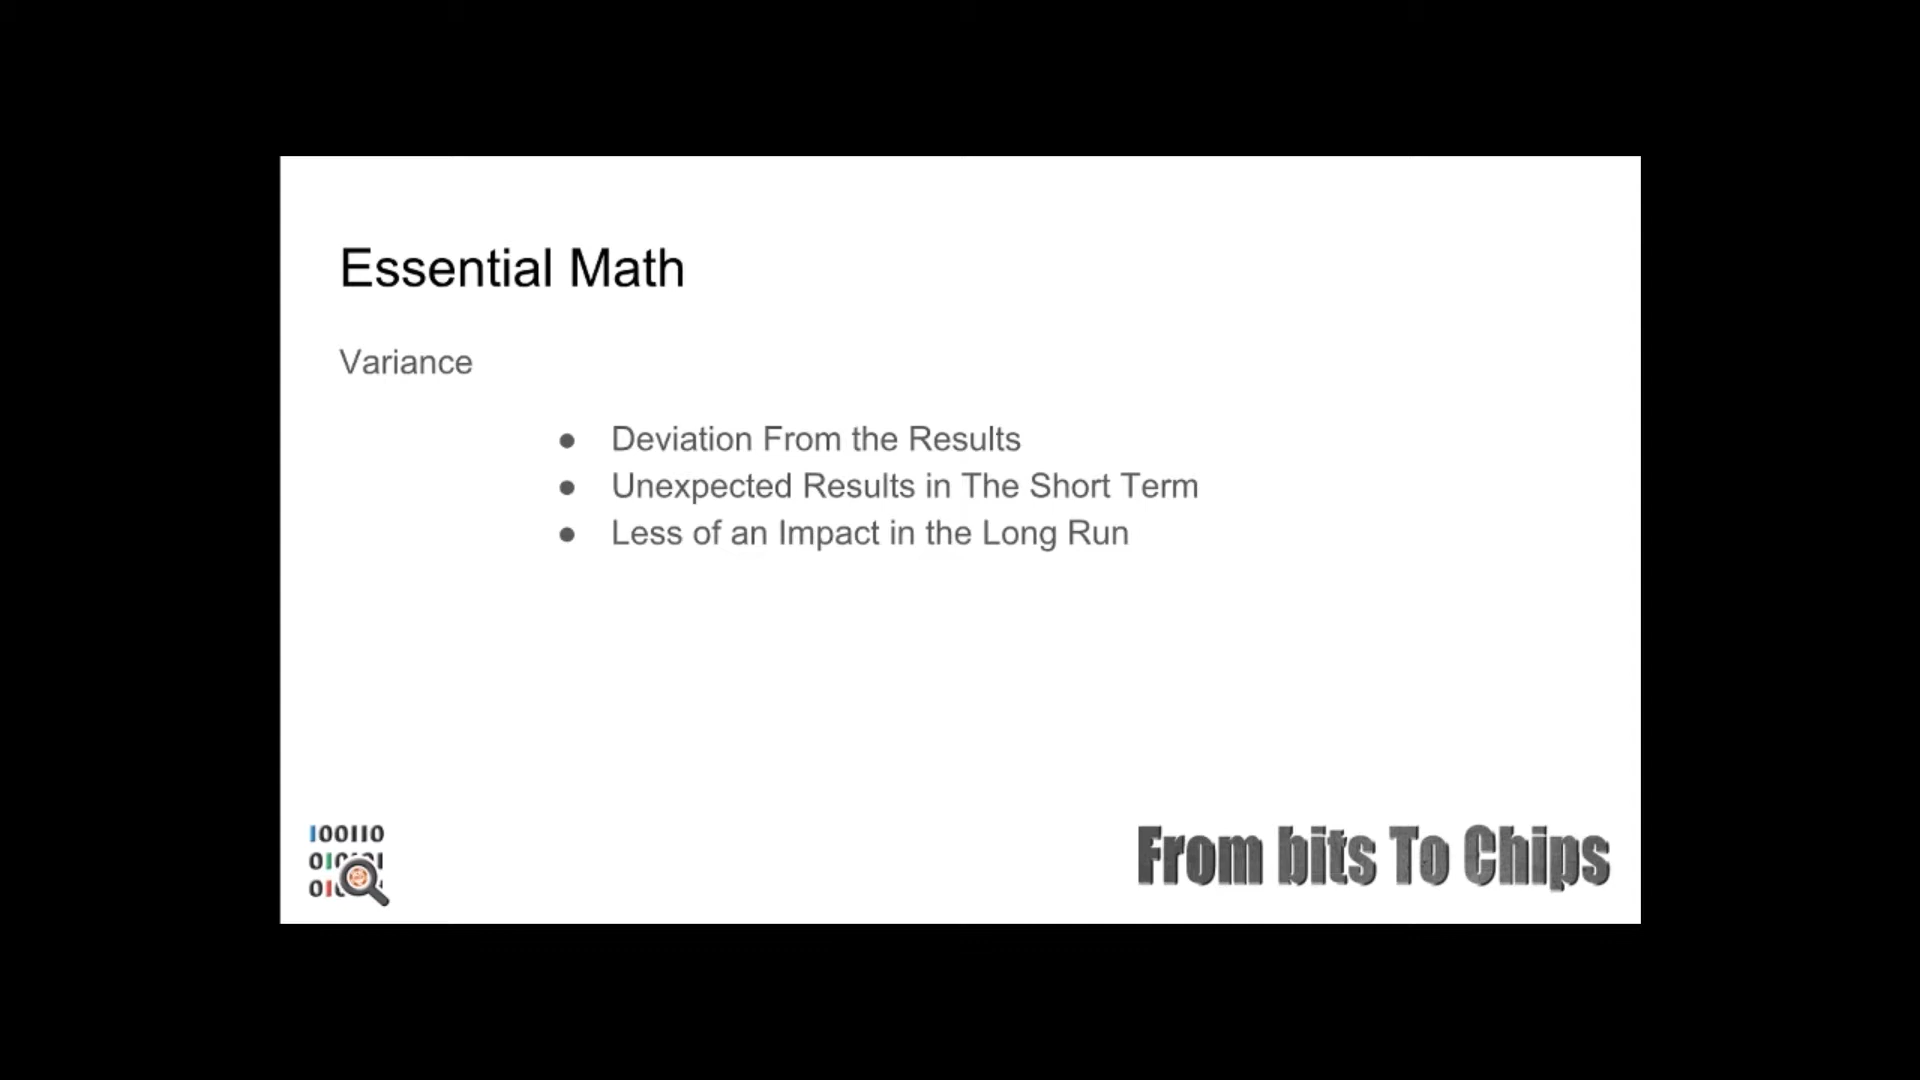 Essential Math
Variance
● Deviation From the Results
● Unexpected Results in The Short Term
● Less of an Impact in the Long Run
100110
From bits To Chips